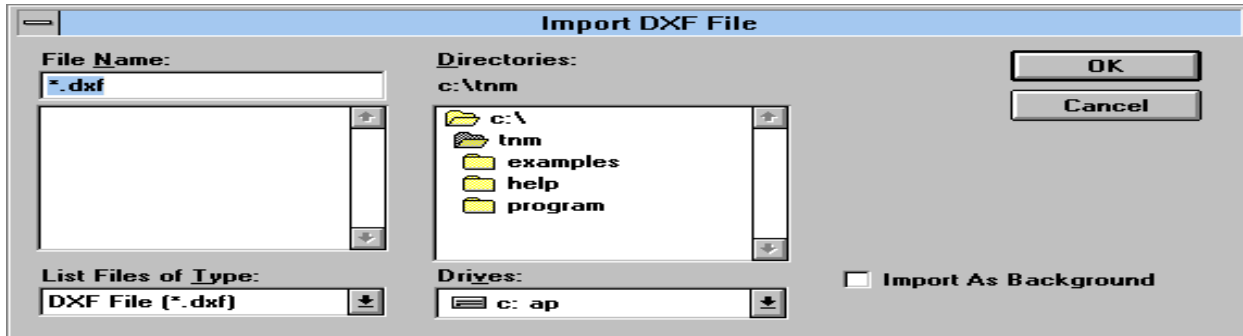 Import DXF File
File Name:
*.dxf
Directories:
c:\tnm
c:\
tnm
examples
help
program
OK
Cancel
List Files of Type:
DXF File (*.dxf)
Drives:
c: ap
Import As Background